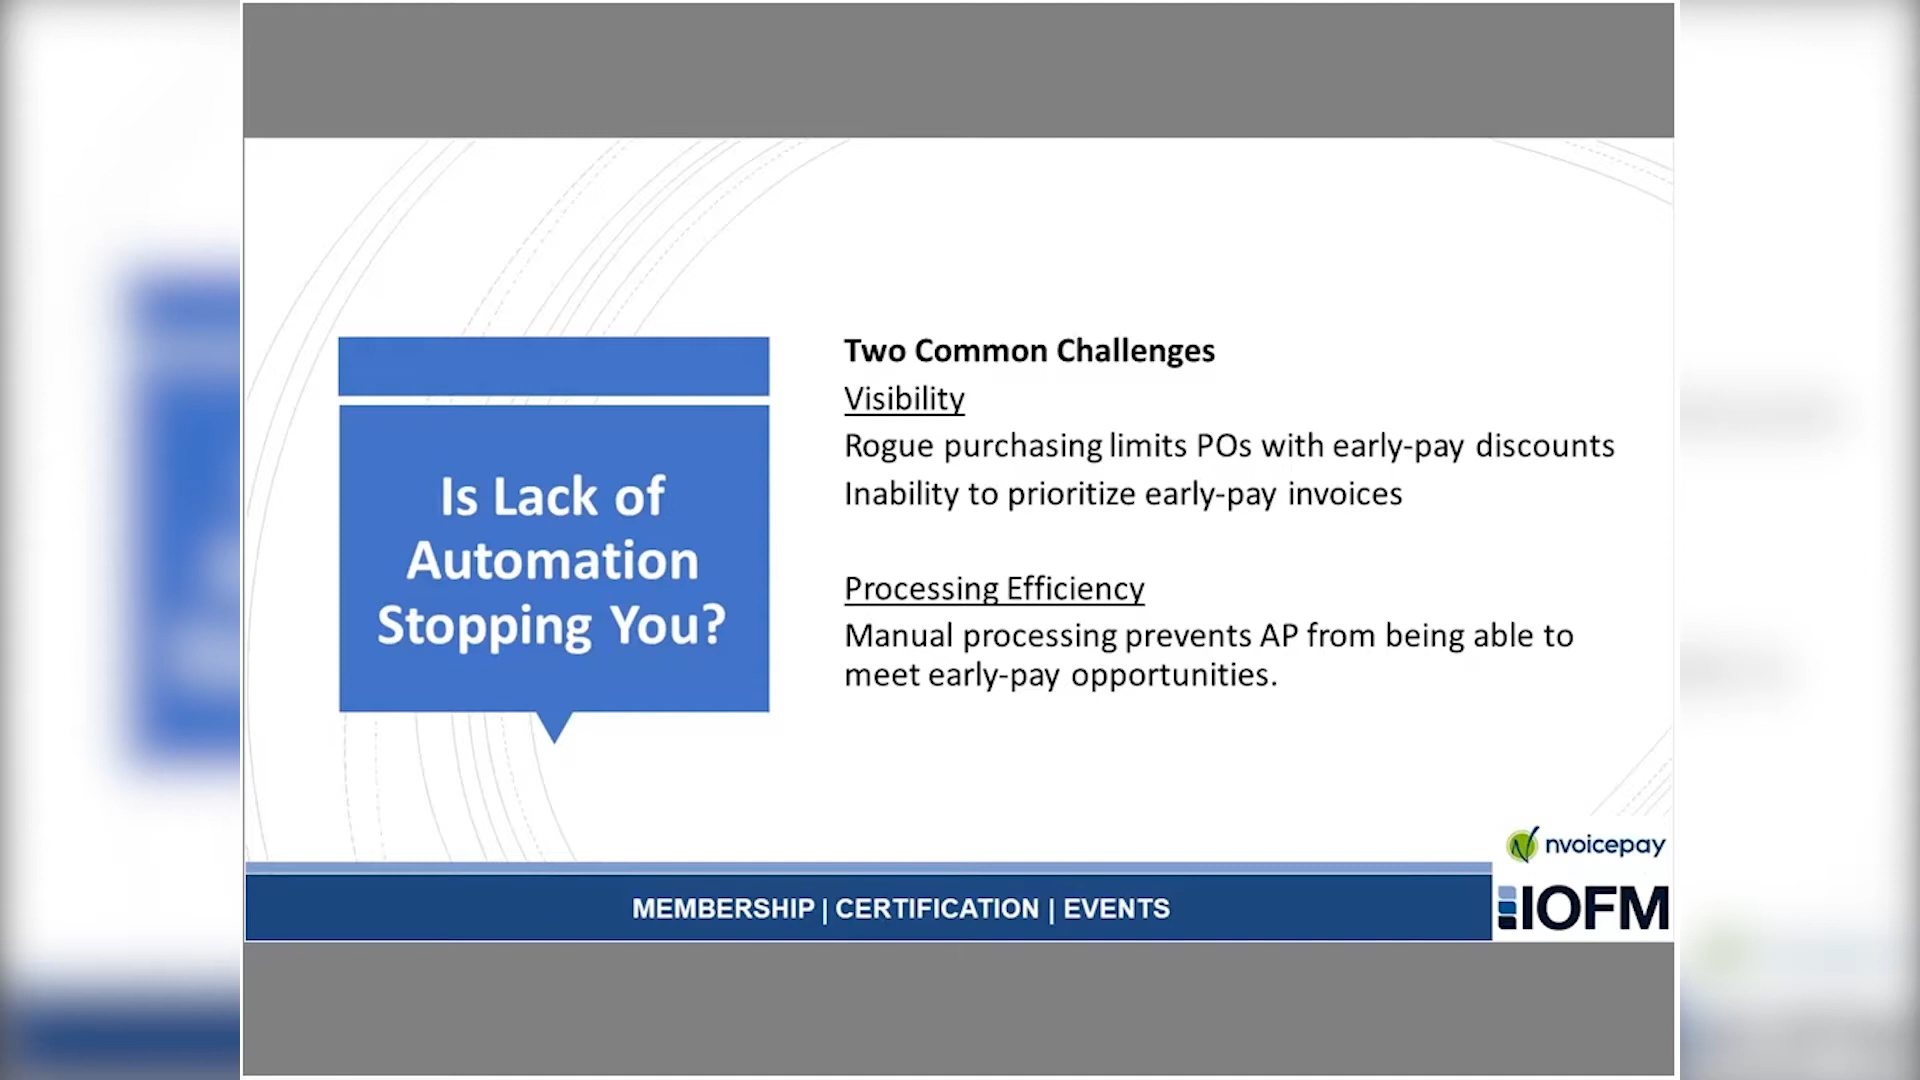 Is Lack of
Automation
Stopping You?
Two Common Challenges
Visibility
Rogue purchasing limits POs with early-pay discounts
Inability to prioritize early-pay invoices
Processing Efficiency
Manual processing prevents AP from being able to
meet early-pay opportunities.
nvoicepay
MEMBERSHIP | CERTIFICATION | EVENTS
IOFM